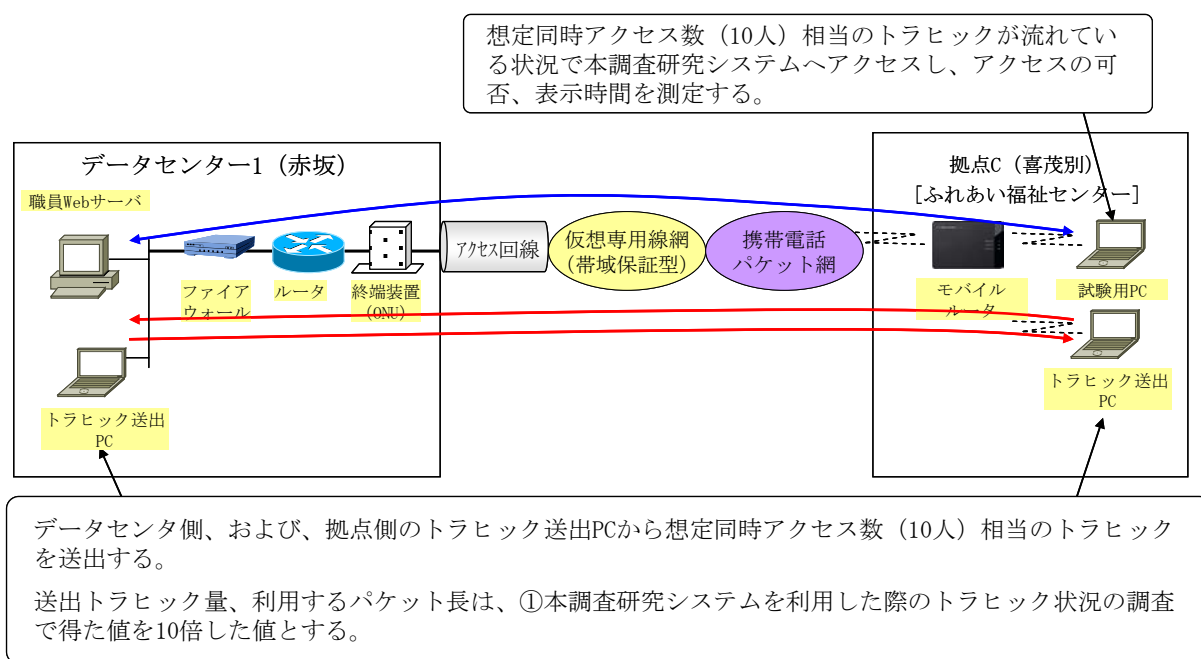 想定同時アクセス数（10人）相当のトラヒックが流れてい
る状況で本調査研究システムへアクセスし、アクセスの可
否、表示時間を測定する。
データセンター1（赤坂）
拠点C（喜茂別）
［ふれあい福祉センター］
職員Webサーバ
ファイア
ウォール
ルータ
終端装置
（ONU）
アクセス回線
仮想専用線網
（帯域保証型）
携帯電話
パケット網
モバイル
ルータ
試験用PC
トラヒック送出
PC
トラヒック送出
PC
データセンタ側、および、拠点側のトラヒック送出PCから想定同時アクセス数（10人）相当のトラヒック
を送出する。
送出トラヒック量、利用するパケット長は、①本調査研究システムを利用した際のトラヒック状況の調査
で得た値を10倍した値とする。